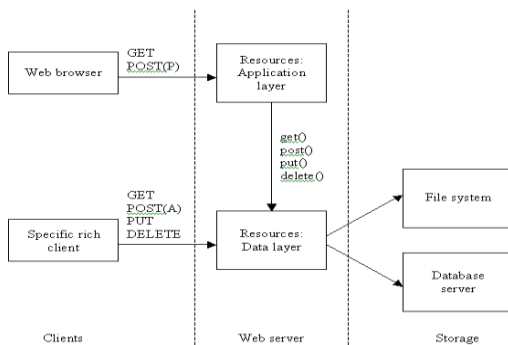 GET
POST(P)
Web browser
Resources:
Application
layer
get()
post()
put()
delete()
GET
POST(A)
PUT
DELETE
Specific rich
client
Resources:
Data layer
File system
Database
server
Clients
Web server
Storage